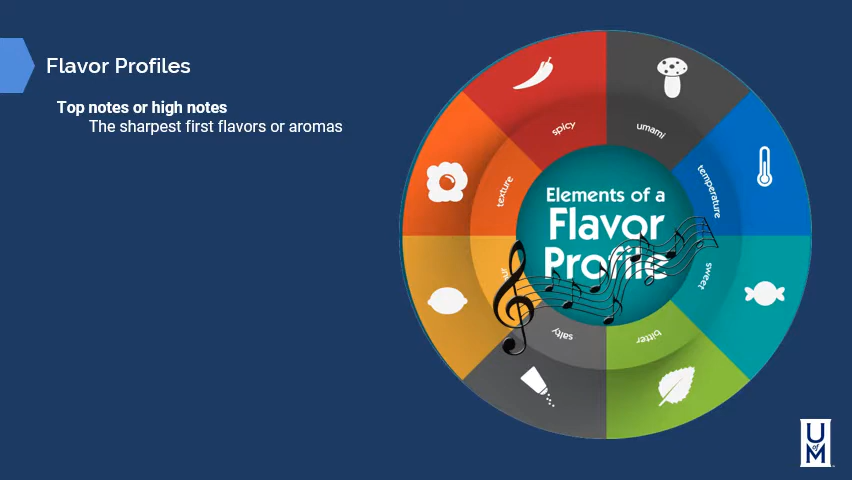 Flavor Profiles
Top notes or high notes
The sharpest first flavors or aromas
spicy
umami
texture
temperature
Elements of a
Flavor
Profile
sweet
salty
bitter
U
of
M